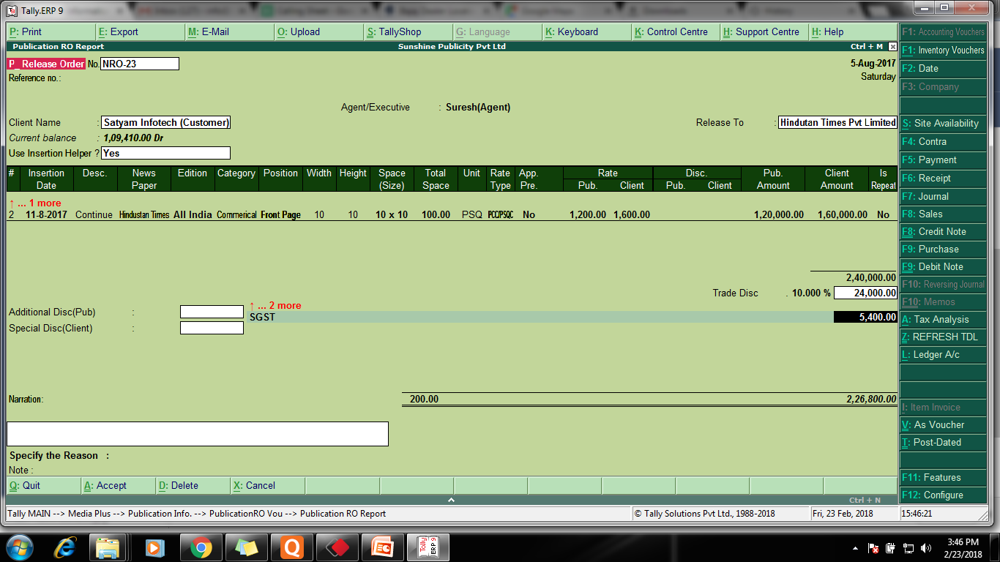 Tally.ERP 9
P: Print E: Export M: E-Mail O: Upload S: TallyShop G: Language K: Keyboard K: Control Centre H: Support Centre H: Help
Publication RO Report Sunshine Publicity Pvt Ltd Ctrl + M
P_ Release Order No. NRO-23 5-Aug-2017
Reference no.: Saturday
Agent/Executive : Suresh(Agent)
Client Name : Satyam Infotech (Customer) Release To : Hindutan Times Pvt Limited
Current balance : 1,09,410.00 Dr
Use Insertion Helper ? Yes
# Insertion Desc. News Edition Category Position Width Height Space Total Unit Rate App. Rate Disc. Pub. Client Is
Date Paper (Size) Space Type Pre. Pub. Client Pub. Client Amount Amount Repeat
↑ ... 1 more
2 11-8-2017 Continue Hindustan Times All India Commerical Front Page 10 10 10 x 10 100.00 PSQ PCC/PSQC No 1,200.00 1,600.00 1,20,000.00 1,60,000.00 No
2,40,000.00
Trade Disc . 10.000 % 24,000.00
↑ ... 2 more
Additional Disc(Pub) :
SGST 5,400.00
Special Disc(Client) :
Narration: 200.00 2,26,800.00
Specify the Reason :
Note :
Q: Quit A: Accept D: Delete X: Cancel
Ctrl + N
F1: Accounting Vouchers
F1: Inventory Vouchers
F2: Date
F3: Company
S: Site Availability
F4: Contra
F5: Payment
F6: Receipt
F7: Journal
F8: Sales
F8: Credit Note
F9: Purchase
F9: Debit Note
F10: Reversing Journal
F10: Memos
A: Tax Analysis
Z: REFRESH TDL
L: Ledger A/c
I: Item Invoice
V: As Voucher
T: Post-Dated
F11: Features
F12: Configure
Tally MAIN --> Media Plus --> Publication Info. --> PublicationRO Vou --> Publication RO Report © Tally Solutions Pvt Ltd., 1988-2018 Fri, 23 Feb, 2018 15:46:21
Tally ERP 9
3:46 PM
2/23/2018